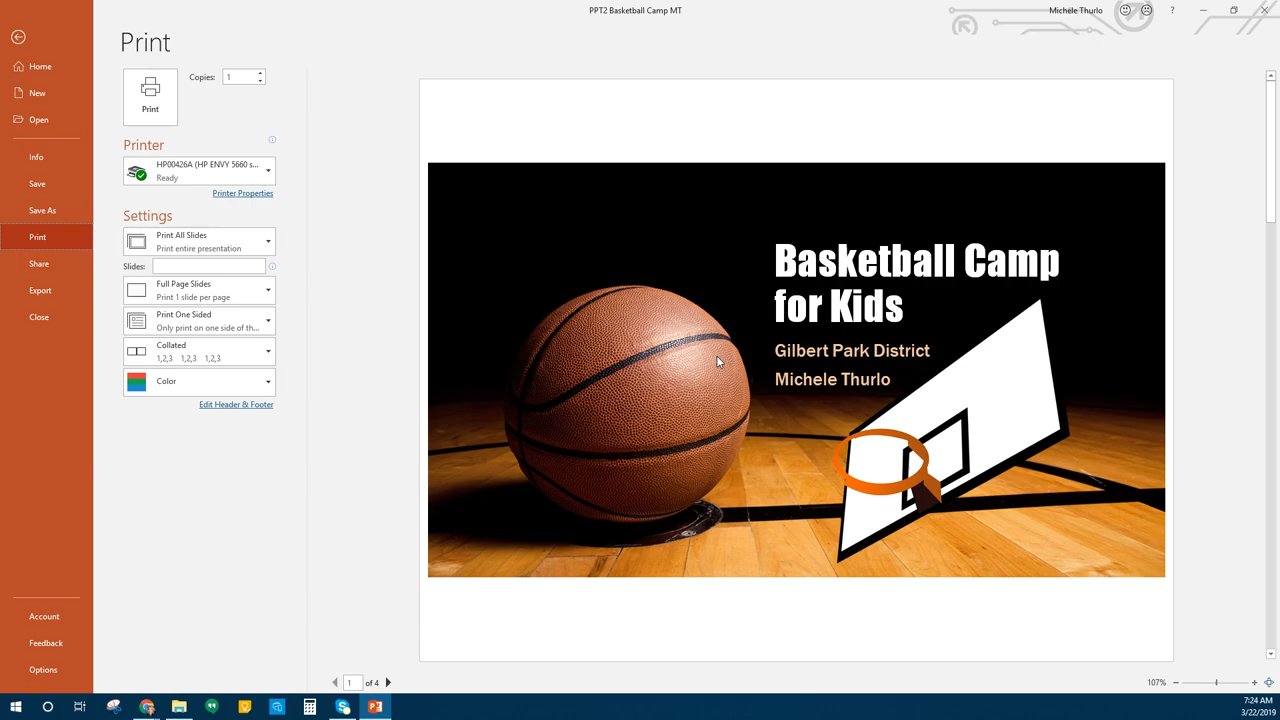 PPT2 Basketball Camp MT
Michele Thurlo
?
Print
Home
New
Open
Info
Save
Save As
Print
Share
Export
Close
Account
Feedback
Options
Print
Copies: 1
Printer
HP00426A (HP ENVY 5660 s...
Ready
Printer Properties
Settings
Print All Slides
Print entire presentation
Slides:
Full Page Slides
Print 1 slide per page
Print One Sided
Only print on one side of th...
Collated
1,2,3 1,2,3 1,2,3
Color
Edit Header & Footer
Basketball Camp
for Kids
Gilbert Park District
Michele Thurlo
1 of 4
107%
7:24 AM
3/22/2019